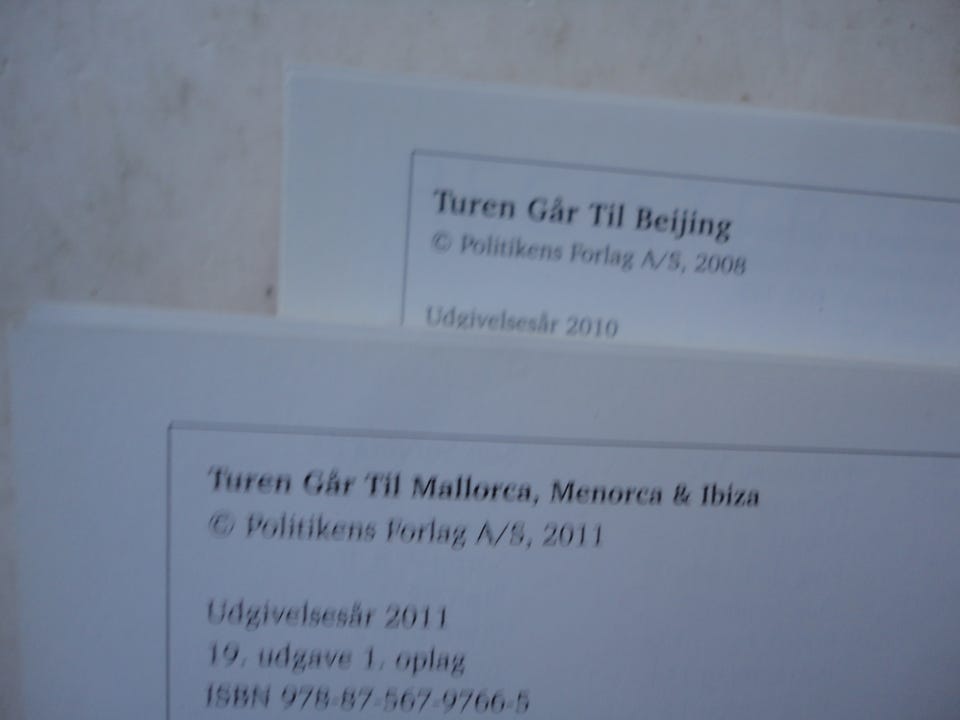 Turen Går Til Beijing
© Politikens Forlag A/S, 2008
Udgivelsesår 2010
Turen Går Til Mallorca, Menorca & Ibiza
© Politikens Forlag A/S, 2011
Udgivelsesår 2011
19. udgave 1. oplag
ISBN 978-87-567-9766-5